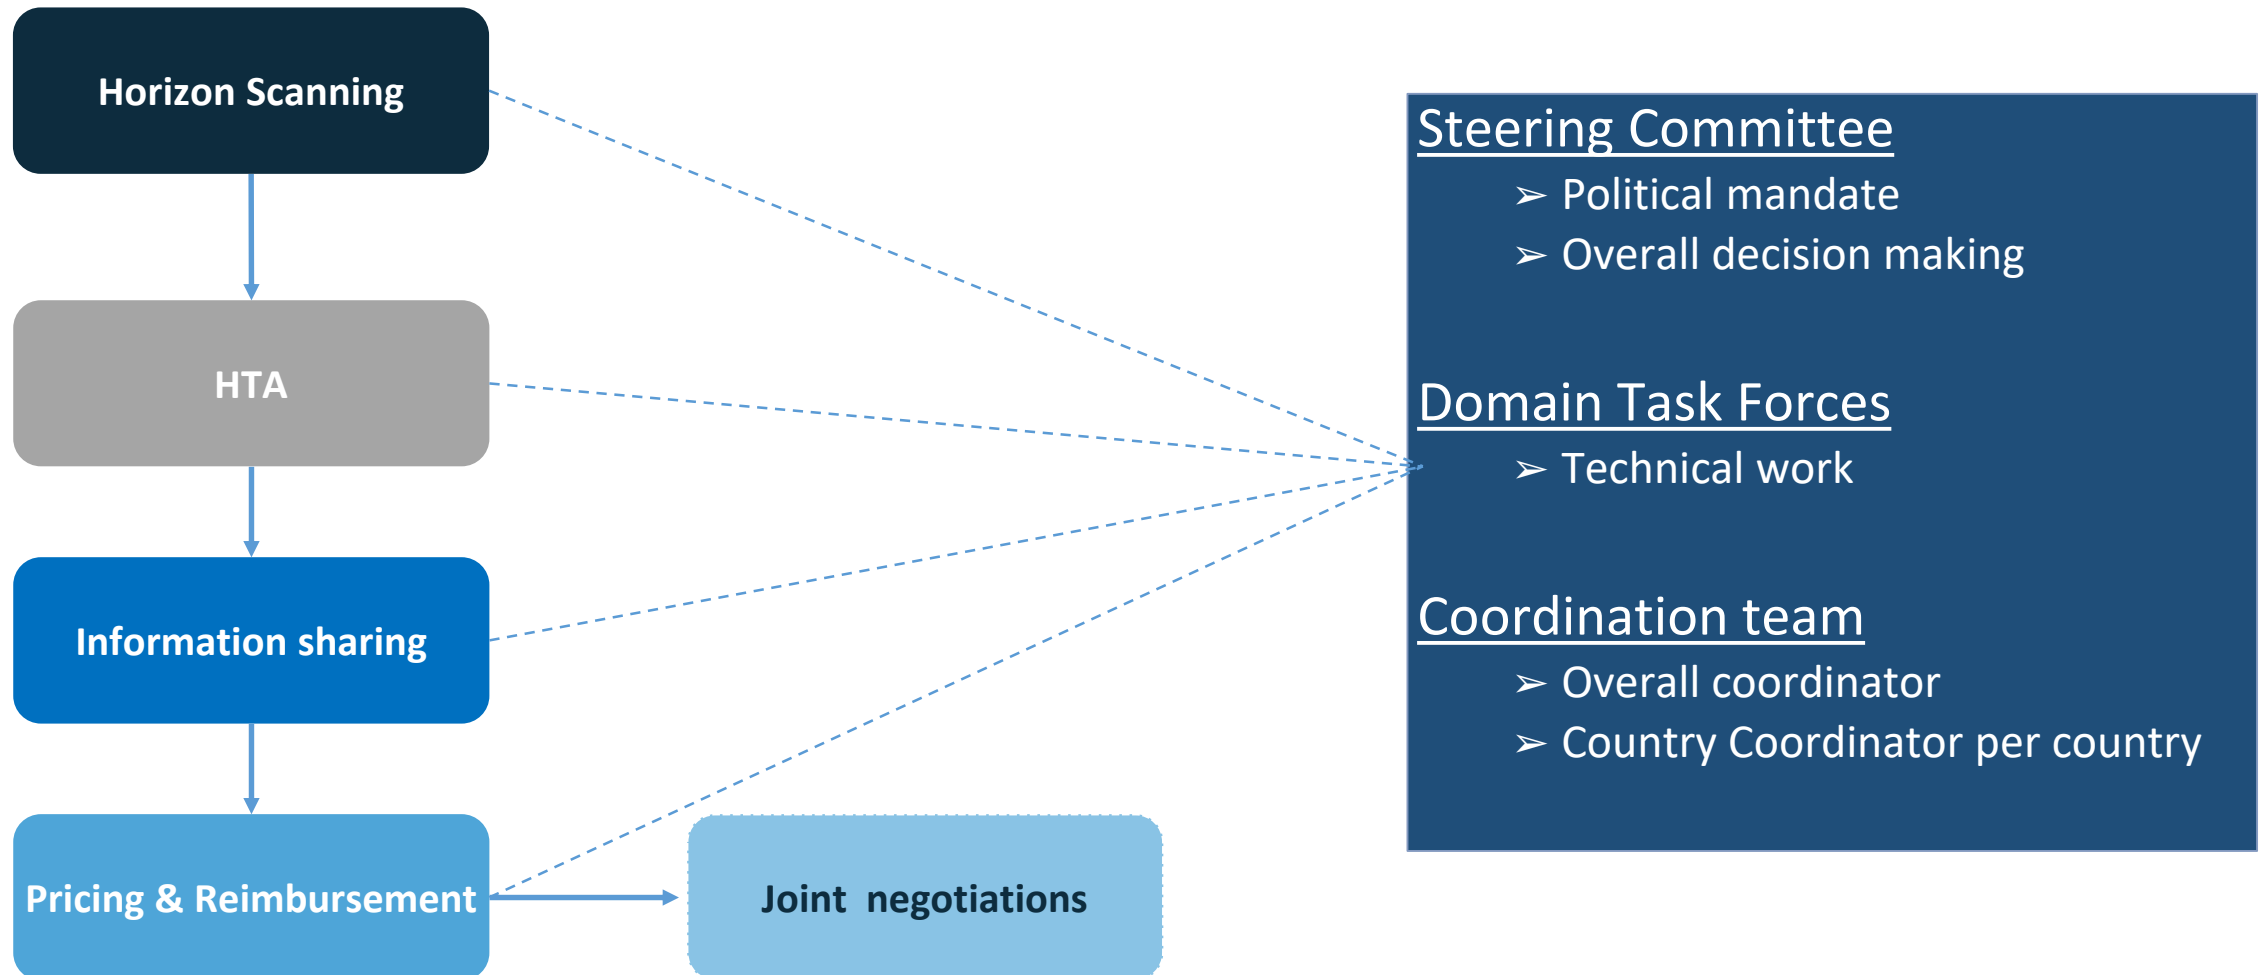 Horizon Scanning
HTA
Information sharing
Pricing & Reimbursement
Joint negotiations
Steering Committee
➢ Political mandate
➢ Overall decision making
Domain Task Forces
➢ Technical work
Coordination team
➢ Overall coordinator
➢ Country Coordinator per country